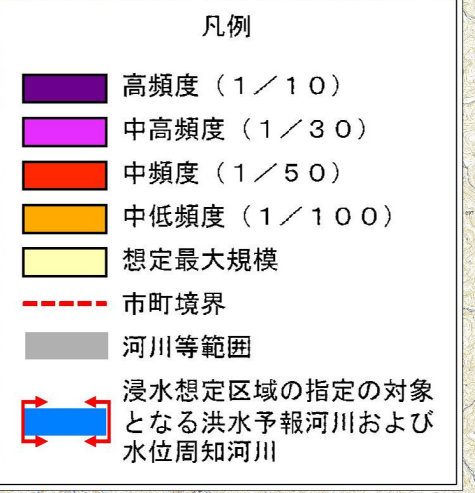 凡例
高頻度（１／１０）
中高頻度（１／３０）
中頻度（１／５０）
中低頻度（１／１００）
想定最大規模
市町境界
河川等範囲
浸水想定区域の指定の対象
となる洪水予報河川および
水位周知河川